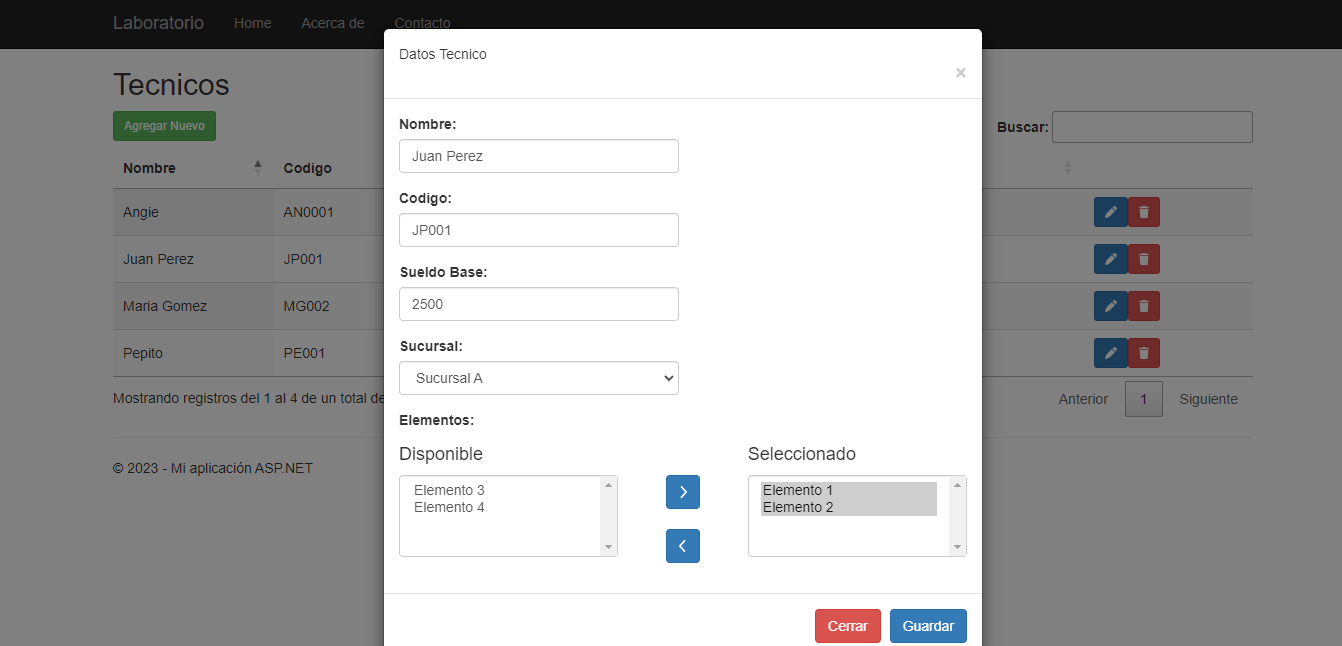 Laboratorio Home Acerca de Contacto
Datos Tecnico
×
Tecnicos
Agregar Nuevo
Buscar:
Nombre Codigo
Angie AN0001
Juan Perez JP001
Maria Gomez MG002
Pepito PE001
Mostrando registros del 1 al 4 de un total de
Anterior 1 Siguiente
© 2023 - Mi aplicación ASP.NET
Nombre:
Juan Perez
Codigo:
JP001
Sueldo Base:
2500
Sucursal:
Sucursal A
Elementos:
Disponible
Elemento 3
Elemento 4
Seleccionado
Elemento 1
Elemento 2
Cerrar Guardar